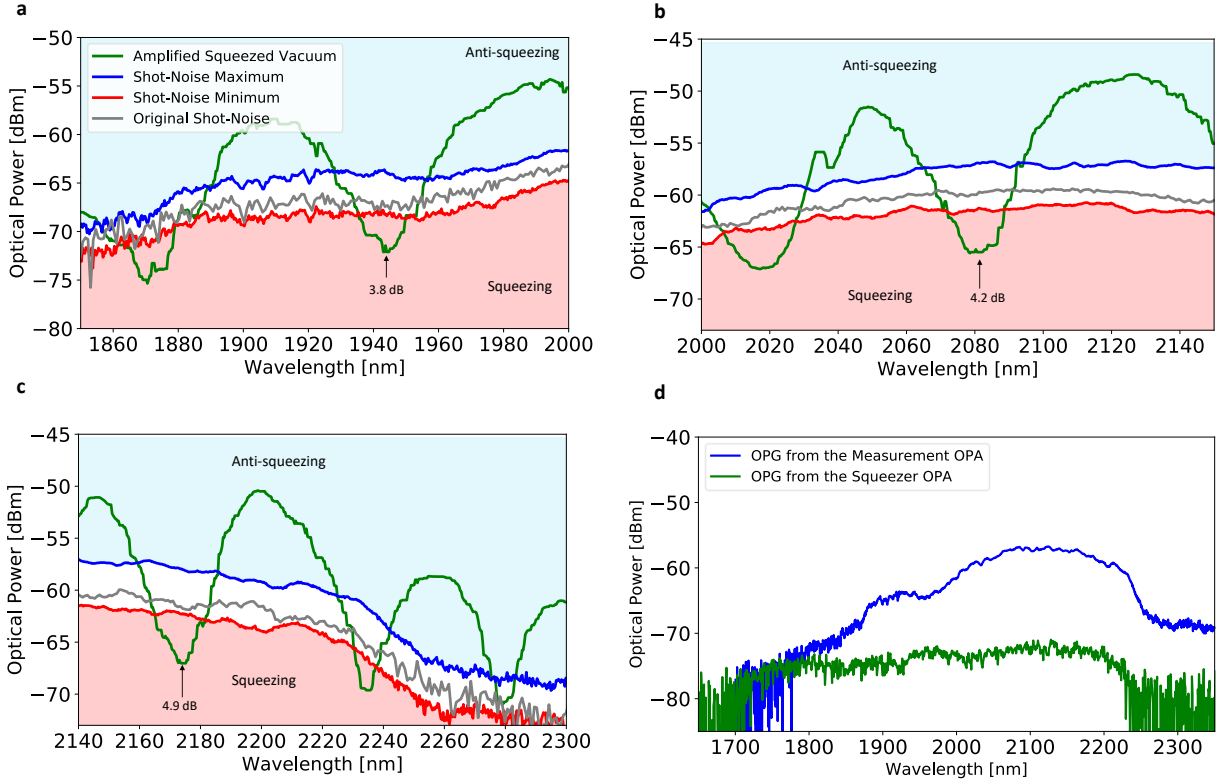 a
−50
−55
−60
−65
−70
−75
−80
Optical Power [dBm]
Amplified Squeezed Vacuum
Shot-Noise Maximum
Shot-Noise Minimum
Original Shot-Noise
Anti-squeezing
Squeezing
3.8 dB
1860 1880 1900 1920 1940 1960 1980 2000
Wavelength [nm]
b
−45
−50
−55
−60
−65
−70
Optical Power [dBm]
Anti-squeezing
Squeezing
4.2 dB
2000 2020 2040 2060 2080 2100 2120 2140
Wavelength [nm]
c
−45
−50
−55
−60
−65
−70
Optical Power [dBm]
Anti-squeezing
Squeezing
4.9 dB
2140 2160 2180 2200 2220 2240 2260 2280 2300
Wavelength [nm]
d
−40
−50
−60
−70
−80
Optical Power [dBm]
OPG from the Measurement OPA
OPG from the Squeezer OPA
1700 1800 1900 2000 2100 2200 2300
Wavelength [nm]